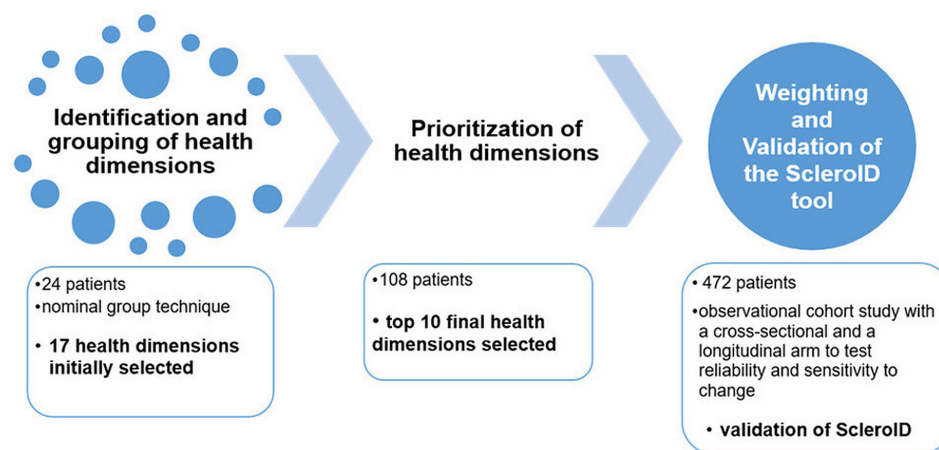 Identification and
grouping of health
dimensions
Prioritization of
health dimensions
Weighting
and
Validation of
the ScleroID
tool
•24 patients
•nominal group technique
• 17 health dimensions
initially selected
•108 patients
• top 10 final health
dimensions selected
• 472 patients
•observational cohort study with
a cross-sectional and a
longitudinal arm to test
reliability and sensitivity to
change
• validation of ScleroID